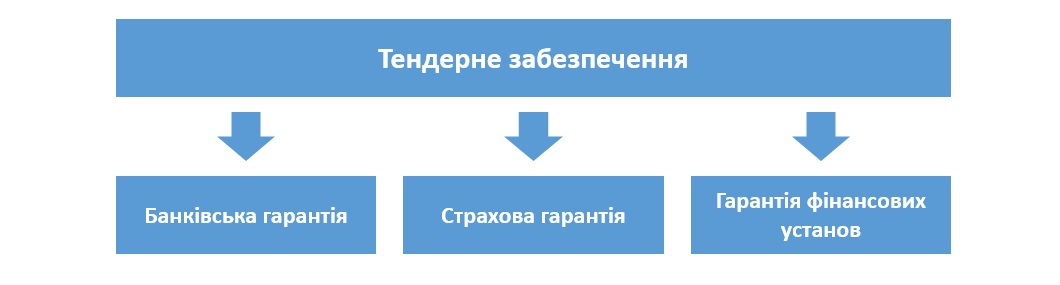 Тендерне забезпечення
Банківська гарантія
Страхова гарантія
Гарантія фінансових
установ